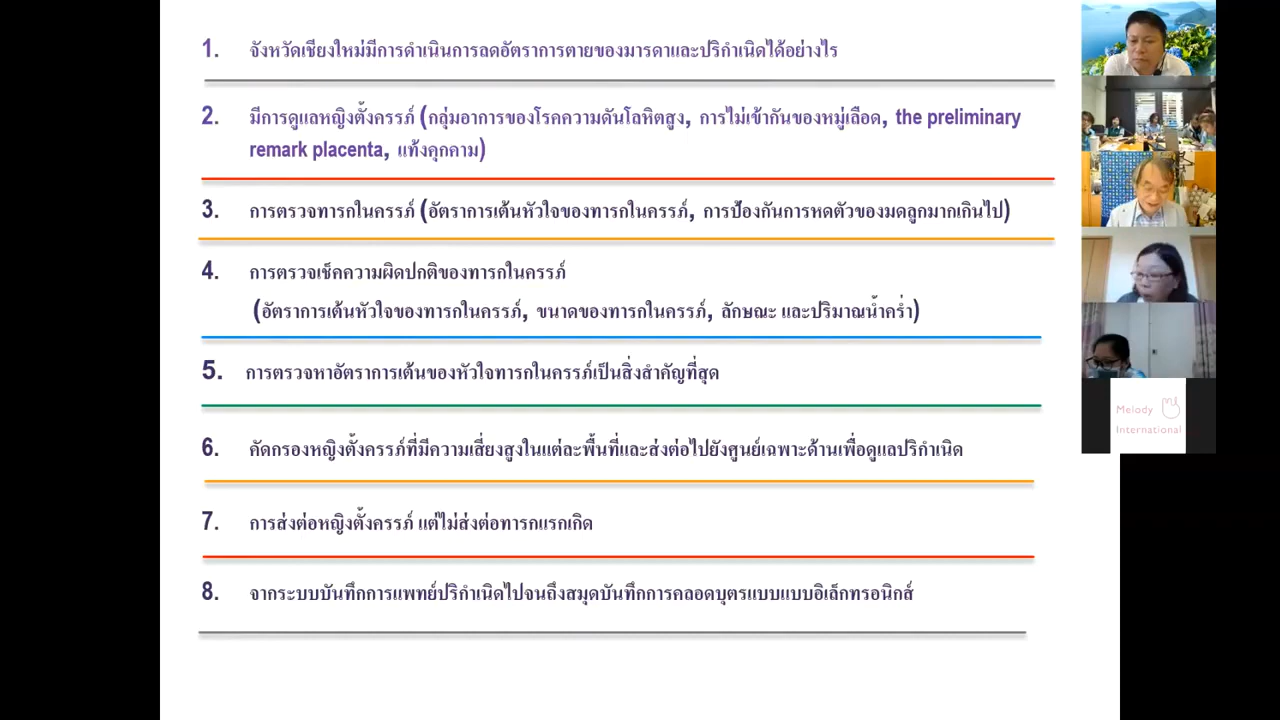 1. จังหวัดเชียงใหม่มีการดำเนินการลดอัตราการตายของมารดาและปริกำเนิดได้อย่างไร
2. มีการดูแลหญิงตั้งครรภ์ (กลุ่มอาการของโรคความดันโลหิตสูง, การไม่เข้ากันของหมู่เลือด, the preliminary
remark placenta, แท้งคุกคาม)
3. การตรวจทารกในครรภ์ (อัตราการเต้นหัวใจของทารกในครรภ์, การป้องกันการหดตัวของมดลูกมากเกินไป)
4. การตรวจเช็คความผิดปกติของทารกในครรภ์
(อัตราการเต้นหัวใจของทารกในครรภ์, ขนาดของทารกในครรภ์, ลักษณะ และปริมาณน้ำคร่ำ)
5. การตรวจหาอัตราการเต้นของหัวใจทารกในครรภ์เป็นสิ่งสำคัญที่สุด
6. คัดกรองหญิงตั้งครรภ์ที่มีความเสี่ยงสูงในแต่ละพื้นที่และส่งต่อไปยังศูนย์เฉพาะด้านเพื่อดูแลปริกำเนิด
7. การส่งต่อหญิงตั้งครรภ์ แต่ไม่ส่งต่อทารกแรกเกิด
8. จากระบบบันทึกการแพทย์ปริกำเนิดไปจนถึงสมุดบันทึกการคลอดบุตรแบบแบบอิเล็กทรอนิกส์
Melody
International